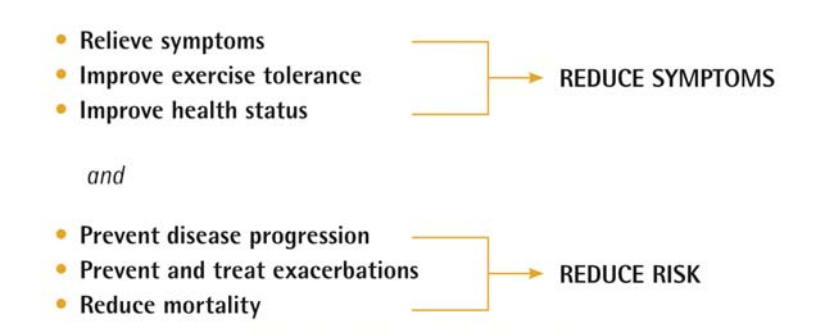 • Relieve symptoms
• Improve exercise tolerance
• Improve health status
REDUCE SYMPTOMS
and
• Prevent disease progression
• Prevent and treat exacerbations
• Reduce mortality
REDUCE RISK